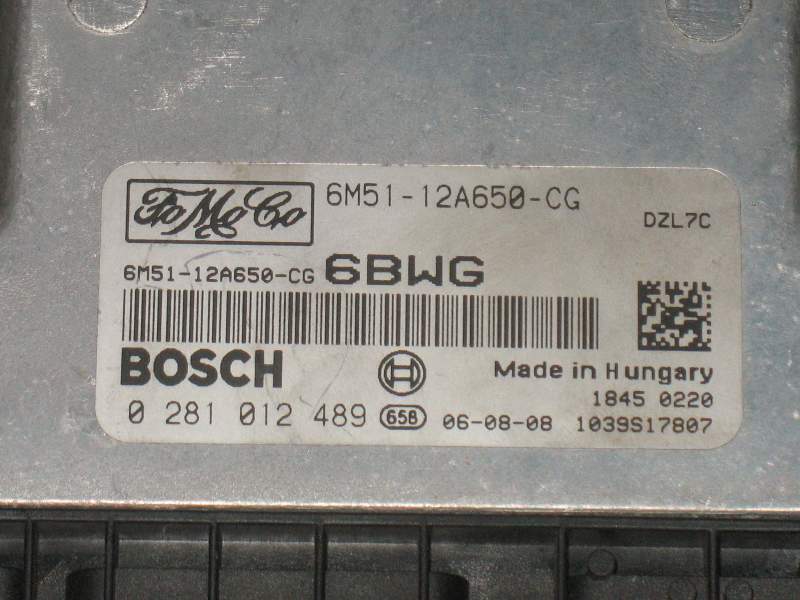 FoMoCo 6M51-12A650-CG
DZL7C
6M51-12A650-CG 6BWG
BOSCH Made in Hungary
1845 0220
0 281 012 489 658 06-08-08 1039S17807